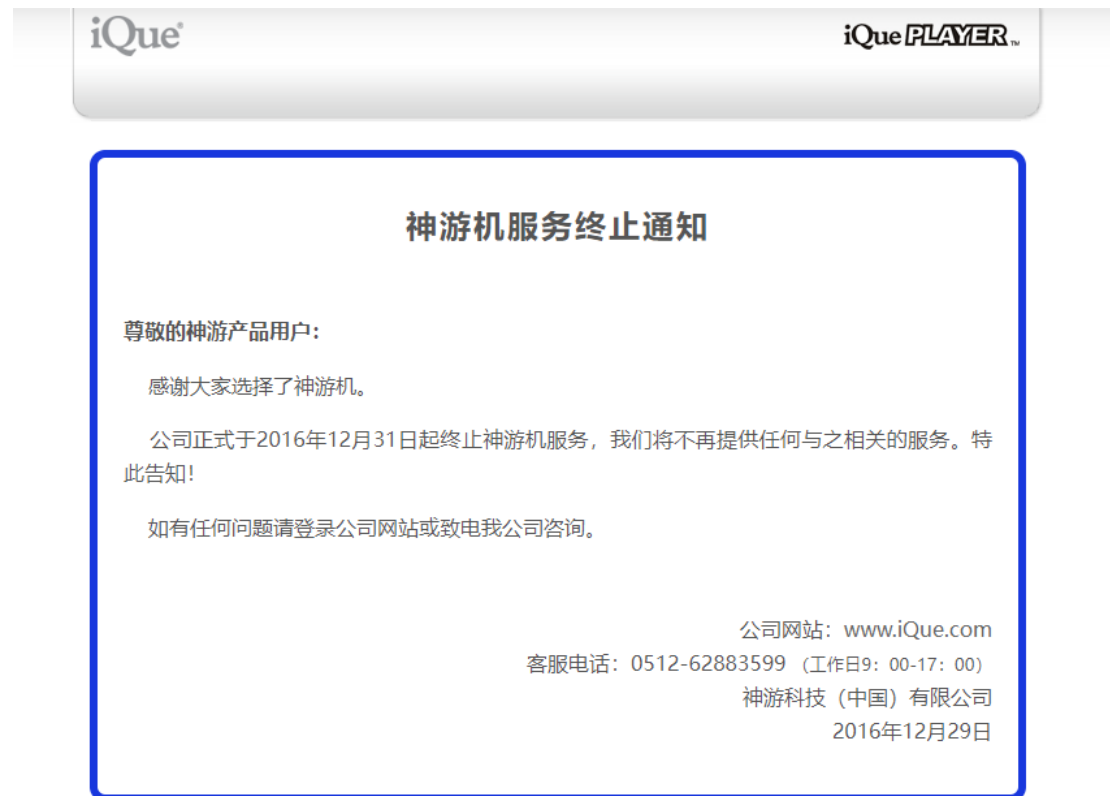 iQue®
iQue PLAYER™
神游机服务终止通知
尊敬的神游产品用户：
感谢大家选择了神游机。
公司正式于2016年12月31日起终止神游机服务，我们将不再提供任何与之相关的服务。特
此告知！
如有任何问题请登录公司网站或致电我公司咨询。
公司网站：www.iQue.com
客服电话：0512-62883599 （工作日9：00-17：00）
神游科技（中国）有限公司
2016年12月29日